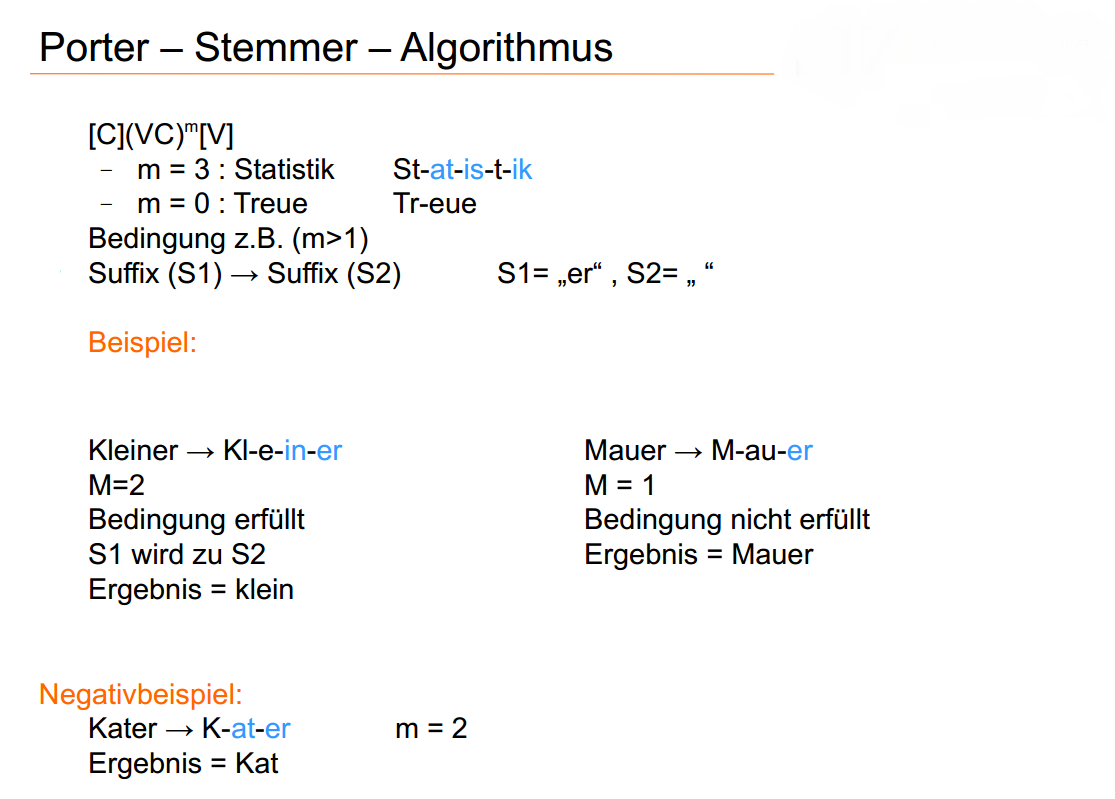 Porter – Stemmer – Algorithmus
[C](VC)ᵐ[V]
– m = 3 : Statistik St-at-is-t-ik
– m = 0 : Treue Tr-eue
Bedingung z.B. (m>1)
Suffix (S1) → Suffix (S2) S1= „er“ , S2= „ “
Beispiel:
Kleiner → Kl-e-in-er
M=2
Bedingung erfüllt
S1 wird zu S2
Ergebnis = klein
Mauer → M-au-er
M = 1
Bedingung nicht erfüllt
Ergebnis = Mauer
Negativbeispiel:
Kater → K-at-er m = 2
Ergebnis = Kat